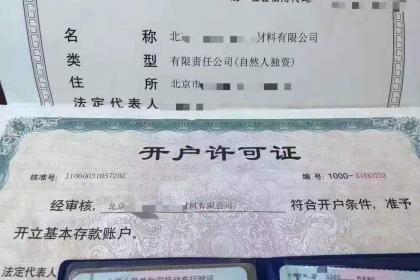 名 称 北 材料有限公司
类 型 有限责任公司(自然人独资)
住 所 北京市
法定代表人
开户许可证
核准号: J1000031057202 编 号: 1000-
经审核, 北京 料有限公司 符合开户条件, 准予
开立基本存款账户。
法定代表人